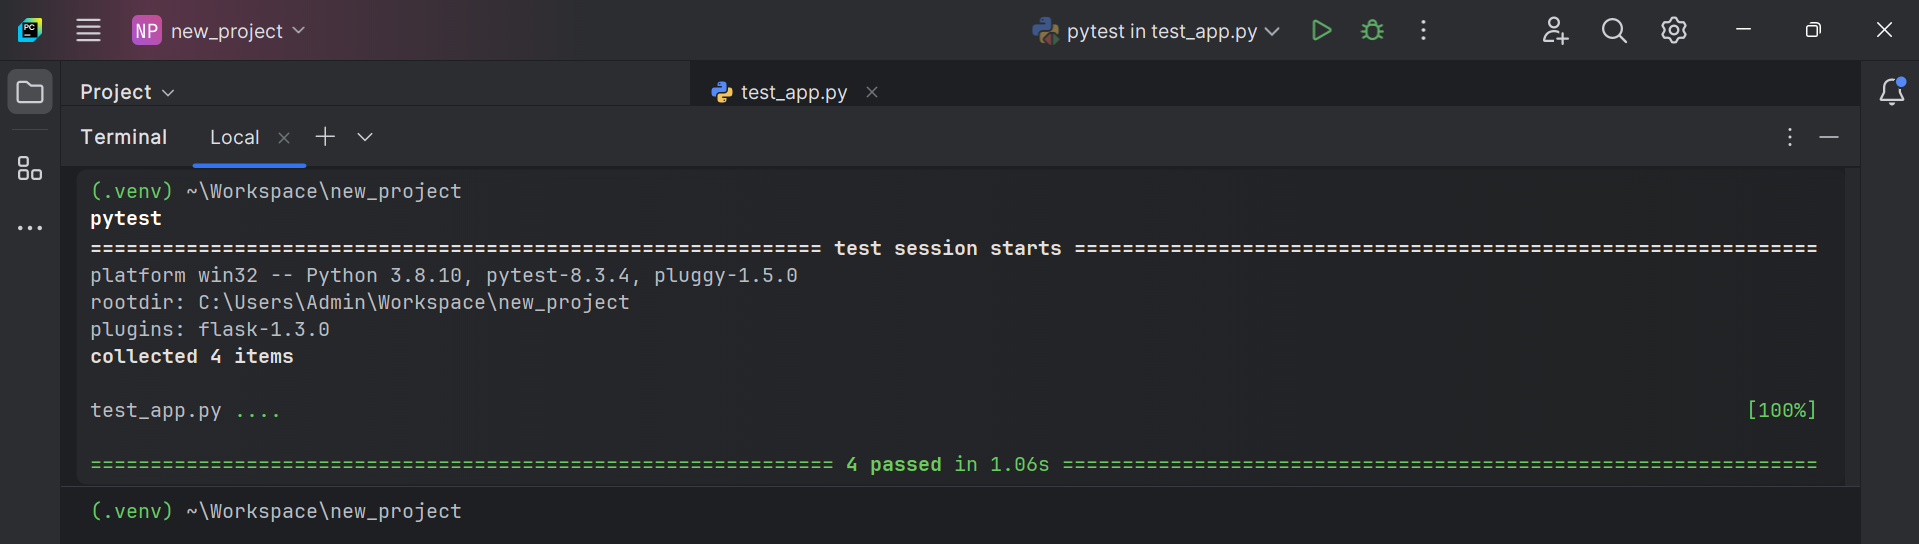 PC
NP new_project
pytest in test_app.py
Project
test_app.py
Terminal
Local
(.venv) ~\Workspace\new_project
pytest
============================================================= test session starts ==============================================================
platform win32 -- Python 3.8.10, pytest-8.3.4, pluggy-1.5.0
rootdir: C:\Users\Admin\Workspace\new_project
plugins: flask-1.3.0
collected 4 items
test_app.py .... [100%]
============================================================== 4 passed in 1.06s ===============================================================
(.venv) ~\Workspace\new_project